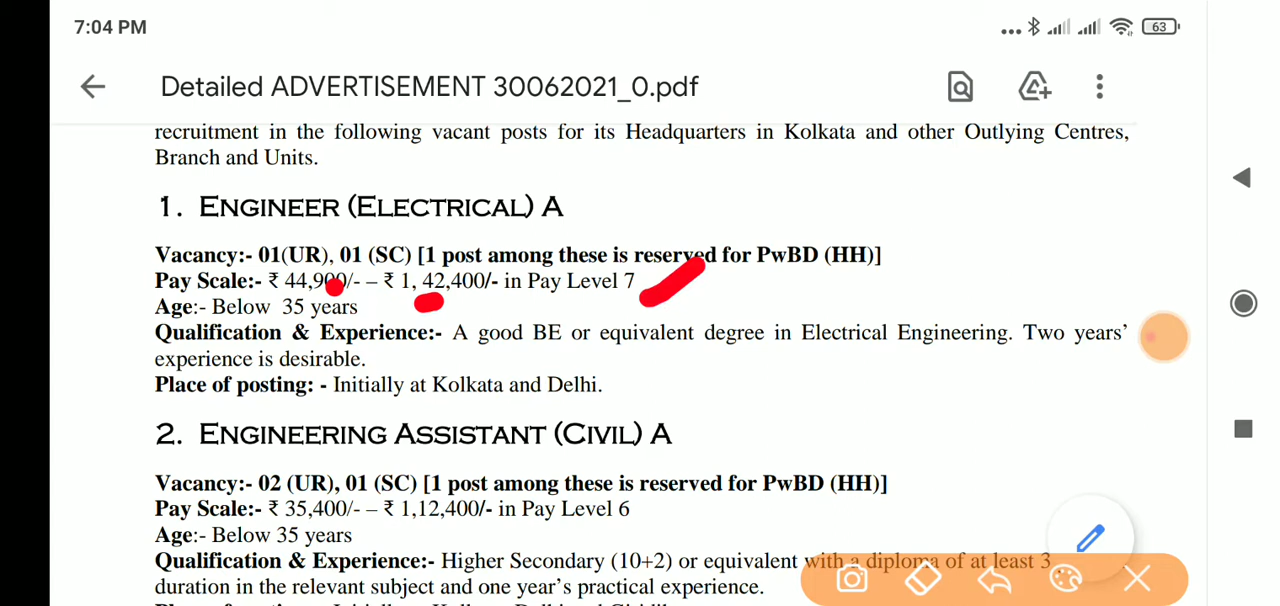 7:04 PM
63
Detailed ADVERTISEMENT 30062021_0.pdf
recruitment in the following vacant posts for its Headquarters in Kolkata and other Outlying Centres,
Branch and Units.
1. ENGINEER (ELECTRICAL) A
Vacancy:- 01(UR), 01 (SC) [1 post among these is reserved for PwBD (HH)]
Pay Scale:- ₹ 44,900/- – ₹ 1, 42,400/- in Pay Level 7
Age:- Below 35 years
Qualification & Experience:- A good BE or equivalent degree in Electrical Engineering. Two years’
experience is desirable.
Place of posting: - Initially at Kolkata and Delhi.
2. ENGINEERING ASSISTANT (CIVIL) A
Vacancy:- 02 (UR), 01 (SC) [1 post among these is reserved for PwBD (HH)]
Pay Scale:- ₹ 35,400/- – ₹ 1,12,400/- in Pay Level 6
Age:- Below 35 years
Qualification & Experience:- Higher Secondary (10+2) or equivalent with a diploma of at least 3
duration in the relevant subject and one year’s practical experience.